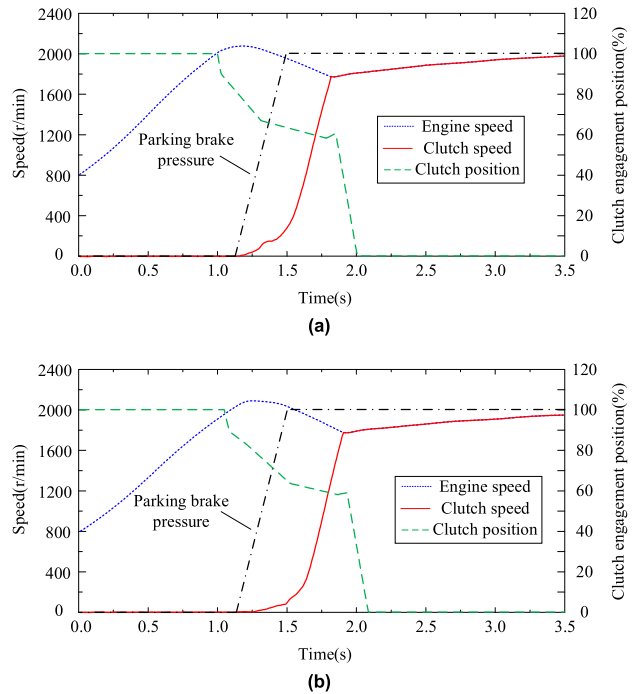 2400
2000
1600
1200
800
400
0
Speed(r/min)
120
100
80
60
40
20
0
Clutch engagement position(%)
Parking brake
pressure
Engine speed
Clutch speed
Clutch position
0.0 0.5 1.0 1.5 2.0 2.5 3.0 3.5
Time(s)
(a)
2400
2000
1600
1200
800
400
0
Speed(r/min)
120
100
80
60
40
20
0
Clutch engagement position(%)
Parking brake
pressure
Engine speed
Clutch speed
Clutch position
0.0 0.5 1.0 1.5 2.0 2.5 3.0 3.5
Time(s)
(b)